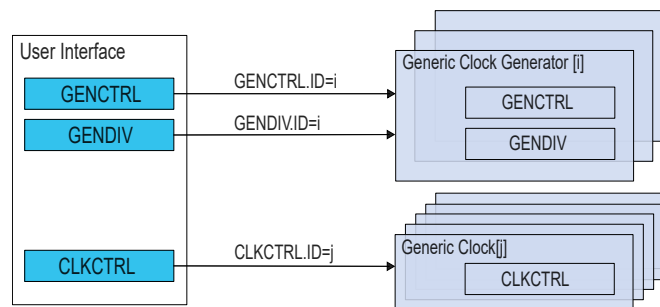 User Interface
GENCTRL
GENDIV
CLKCTRL
GENCTRL.ID=i
GENDIV.ID=i
CLKCTRL.ID=j
Generic Clock Generator [i]
GENCTRL
GENDIV
Generic Clock[j]
CLKCTRL